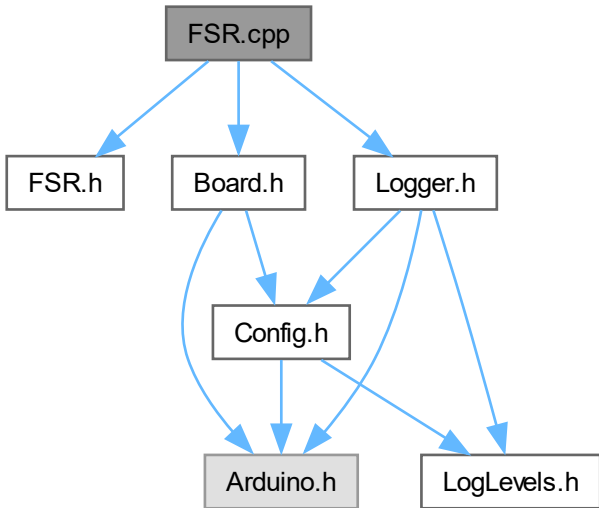 FSR.cpp
FSR.h
Board.h
Logger.h
Config.h
Arduino.h
LogLevels.h